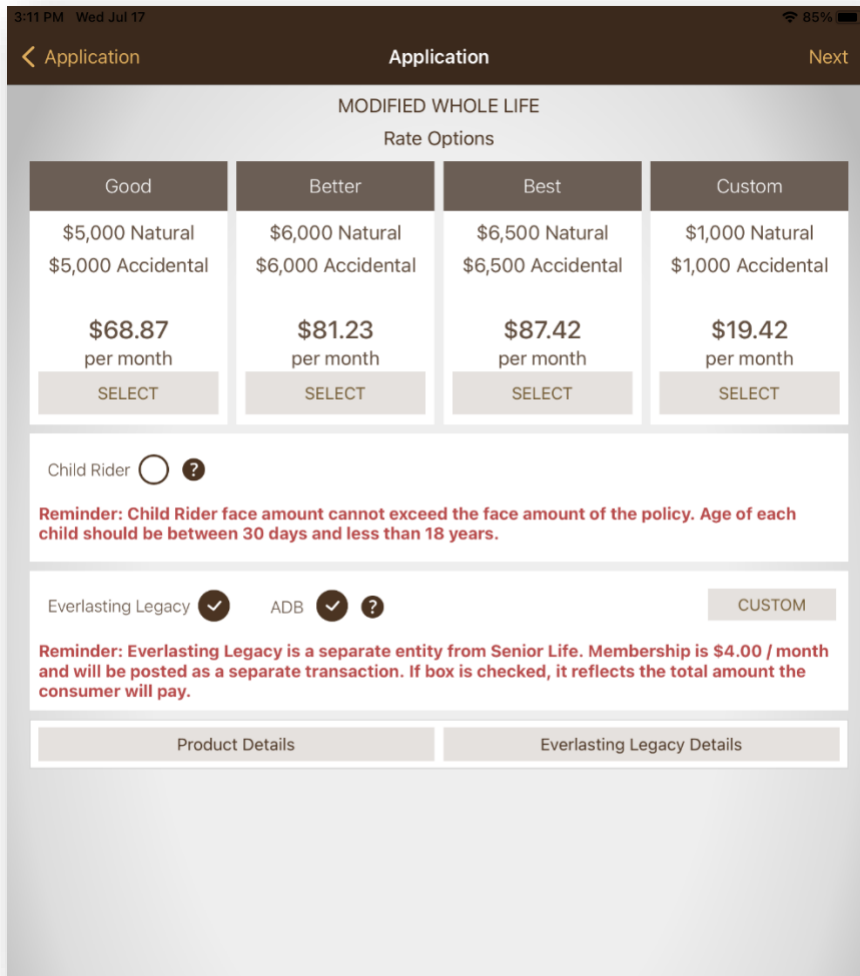 3:11 PM Wed Jul 17
85%
Application
Application
Next
MODIFIED WHOLE LIFE
Rate Options
Good
$5,000 Natural
$5,000 Accidental
$68.87
per month
SELECT
Better
$6,000 Natural
$6,000 Accidental
$81.23
per month
SELECT
Best
$6,500 Natural
$6,500 Accidental
$87.42
per month
SELECT
Custom
$1,000 Natural
$1,000 Accidental
$19.42
per month
SELECT
Child Rider ?
Reminder: Child Rider face amount cannot exceed the face amount of the policy. Age of each
child should be between 30 days and less than 18 years.
Everlasting Legacy ADB ?
CUSTOM
Reminder: Everlasting Legacy is a separate entity from Senior Life. Membership is $4.00 / month
and will be posted as a separate transaction. If box is checked, it reflects the total amount the
consumer will pay.
Product Details
Everlasting Legacy Details